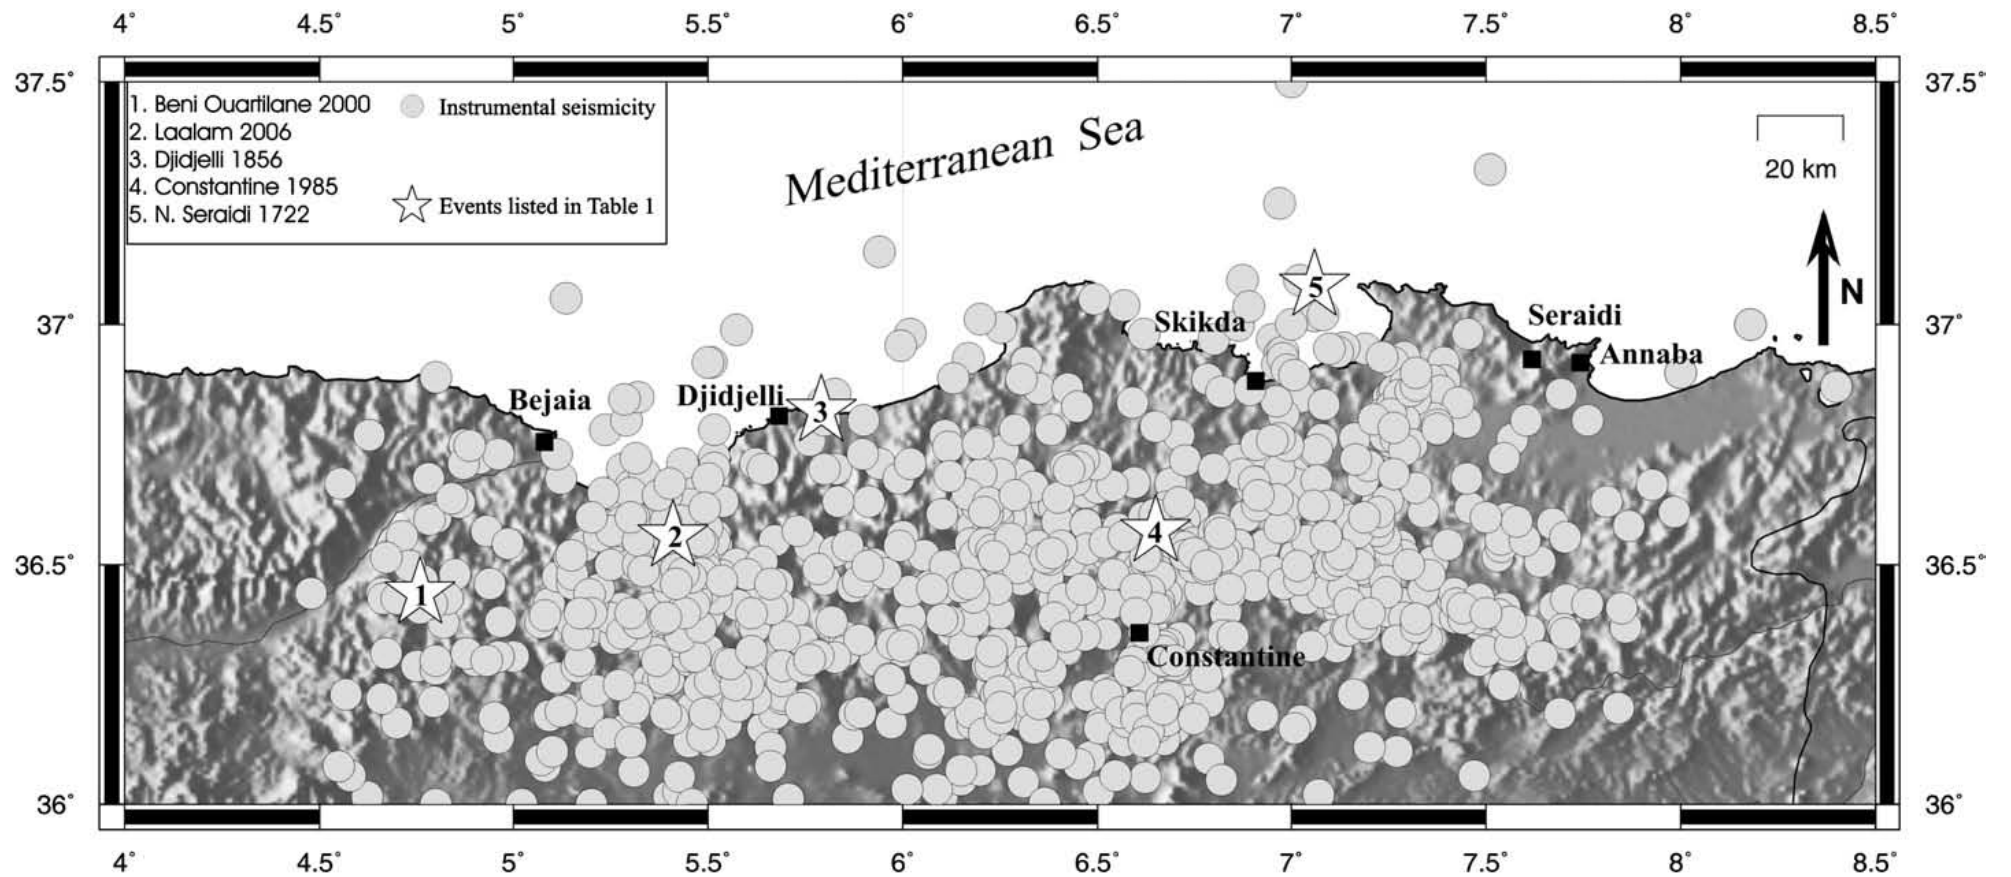 4° 4.5° 5° 5.5° 6° 6.5° 7° 7.5° 8° 8.5°
37.5° 37.5°
1. Beni Ouartilane 2000
2. Laalam 2006
3. Djidjelli 1856
4. Constantine 1985
5. N. Seraidi 1722
Instrumental seismicity
Events listed in Table 1
Mediterranean Sea
20 km
N
5
37° 37°
Skikda
Seraidi
Annaba
Bejaia
Djidjelli
3
2
4
36.5° 36.5°
1
Constantine
36° 36°
4° 4.5° 5° 5.5° 6° 6.5° 7° 7.5° 8° 8.5°